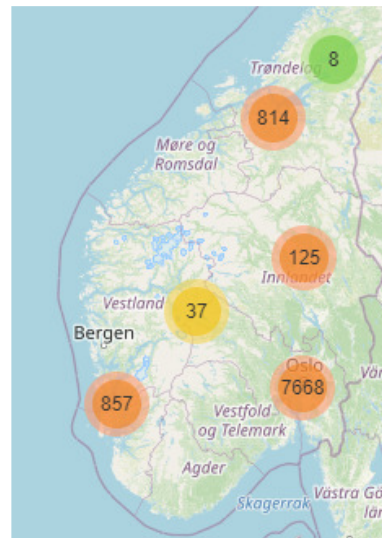 8
Trøndelag
814
Møre og
Romsdal
125
Innlandet
Vestland
37
Bergen
Oslo
7668
857
Vestfold
og Telemark
Agder
Skagerrak
Västra Gö